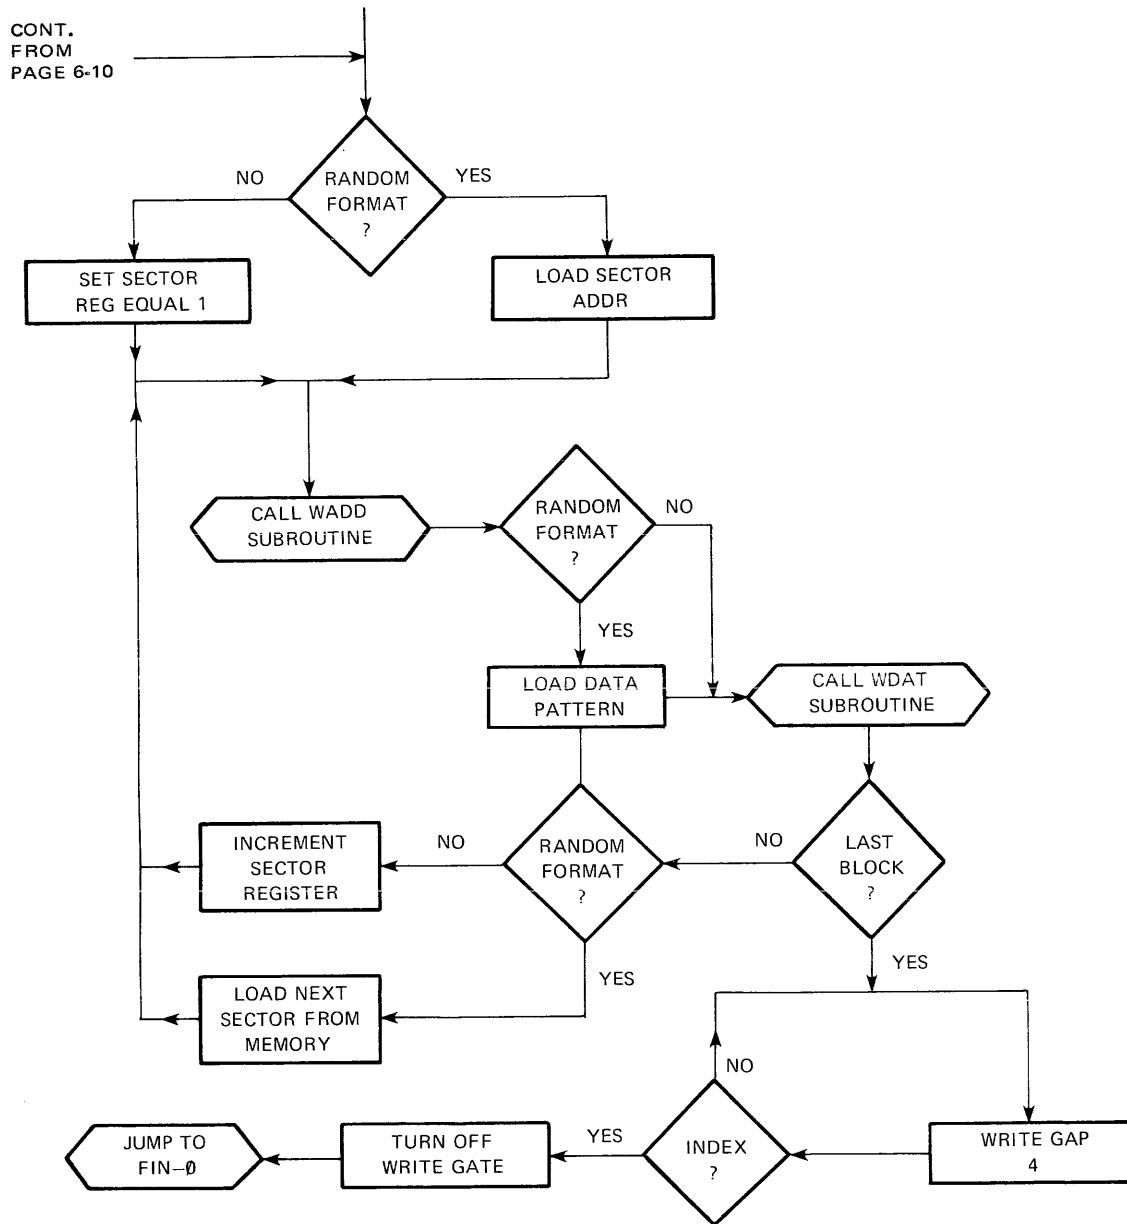 CONT.
FROM
PAGE 6-10
RANDOM
FORMAT
?
NO
YES
SET SECTOR
REG EQUAL 1
LOAD SECTOR
ADDR
CALL WADD
SUBROUTINE
RANDOM
FORMAT
?
NO
YES
LOAD DATA
PATTERN
CALL WDAT
SUBROUTINE
LAST
BLOCK
?
NO
YES
RANDOM
FORMAT
?
NO
YES
INCREMENT
SECTOR
REGISTER
LOAD NEXT
SECTOR FROM
MEMORY
WRITE GAP
4
INDEX
?
NO
YES
TURN OFF
WRITE GATE
JUMP TO
FIN-0